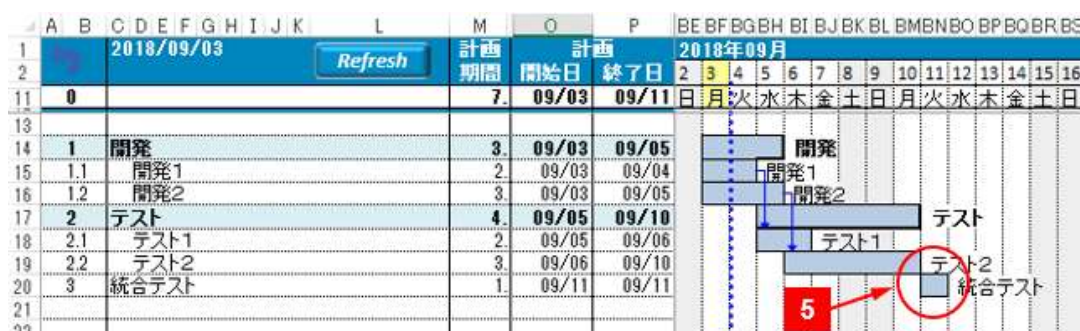 A B C D E F G H I J K L M O P BE BF BG BH BI BJ BK BL BM BN BO BP BQ BR BS
1 2018/09/03 Refresh 計画 計画 2018年09月
2 期間 開始日 終了日 2 3 4 5 6 7 8 9 10 11 12 13 14 15 16
11 0 7. 09/03 09/11 日 月 火 水 木 金 土 日 月 火 水 木 金 土 日
13
14 1 開発 3. 09/03 09/05 開発
15 1.1 開発1 2. 09/03 09/04 開発1
16 1.2 開発2 3. 09/03 09/05 開発2
17 2 テスト 4. 09/05 09/10 テスト
18 2.1 テスト1 2. 09/05 09/06 テスト1
19 2.2 テスト2 3. 09/06 09/10 テスト2
20 3 統合テスト 1. 09/11 09/11 統合テスト
21 5